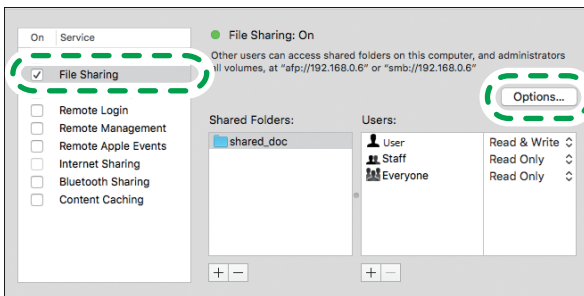 On Service
File Sharing
Remote Login
Remote Management
Remote Apple Events
Internet Sharing
Bluetooth Sharing
Content Caching
File Sharing: On
Other users can access shared folders on this computer, and administrators
all volumes, at “afp://192.168.0.6” or “smb://192.168.0.6”
Options...
Shared Folders:
shared_doc
Users:
User Read & Write
Staff Read Only
Everyone Read Only
+ −
+ −